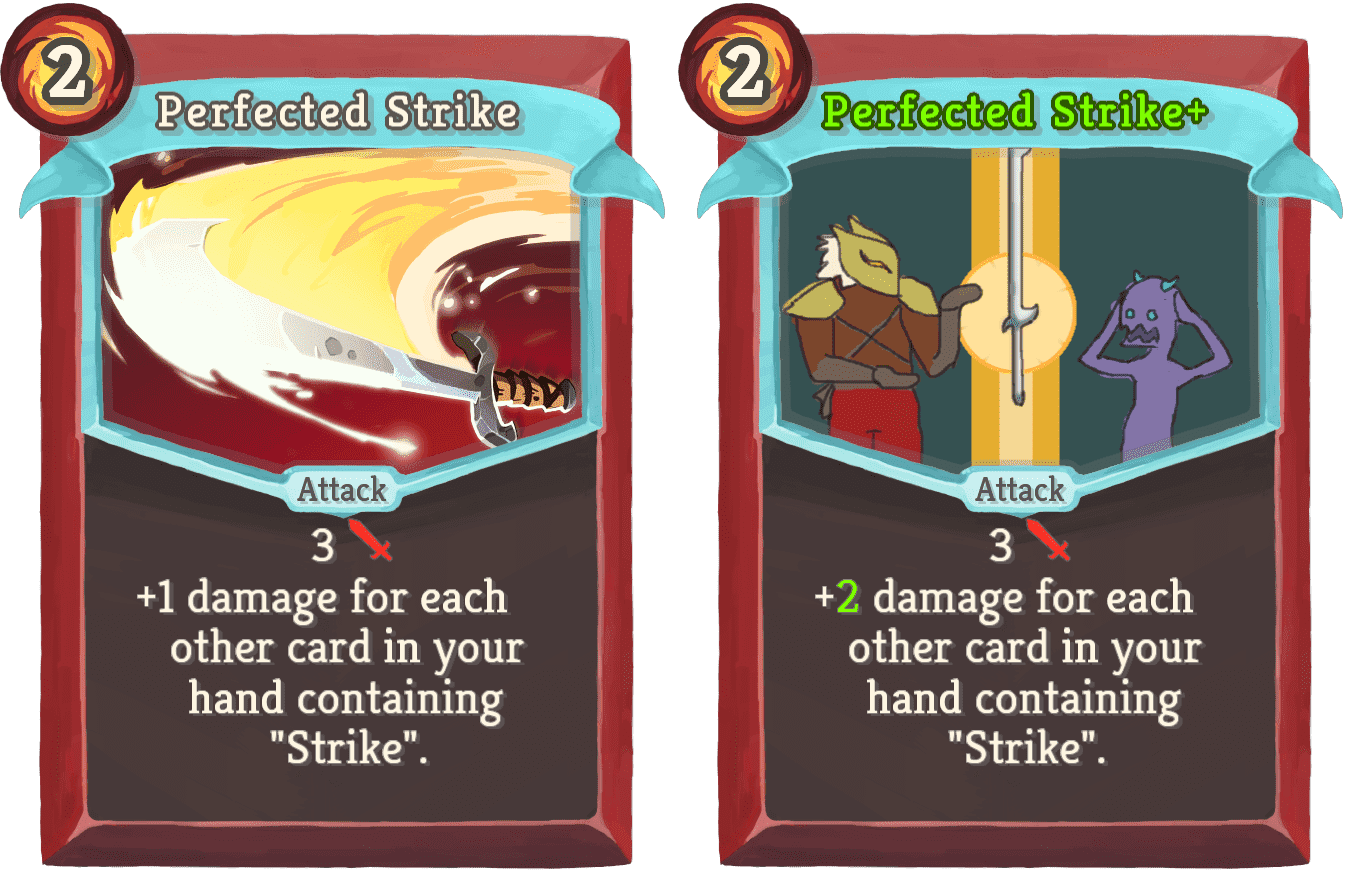 2
Perfected Strike
Attack
3
+1 damage for each
other card in your
hand containing
"Strike".
2
Perfected Strike+
Attack
3
+2 damage for each
other card in your
hand containing
"Strike".